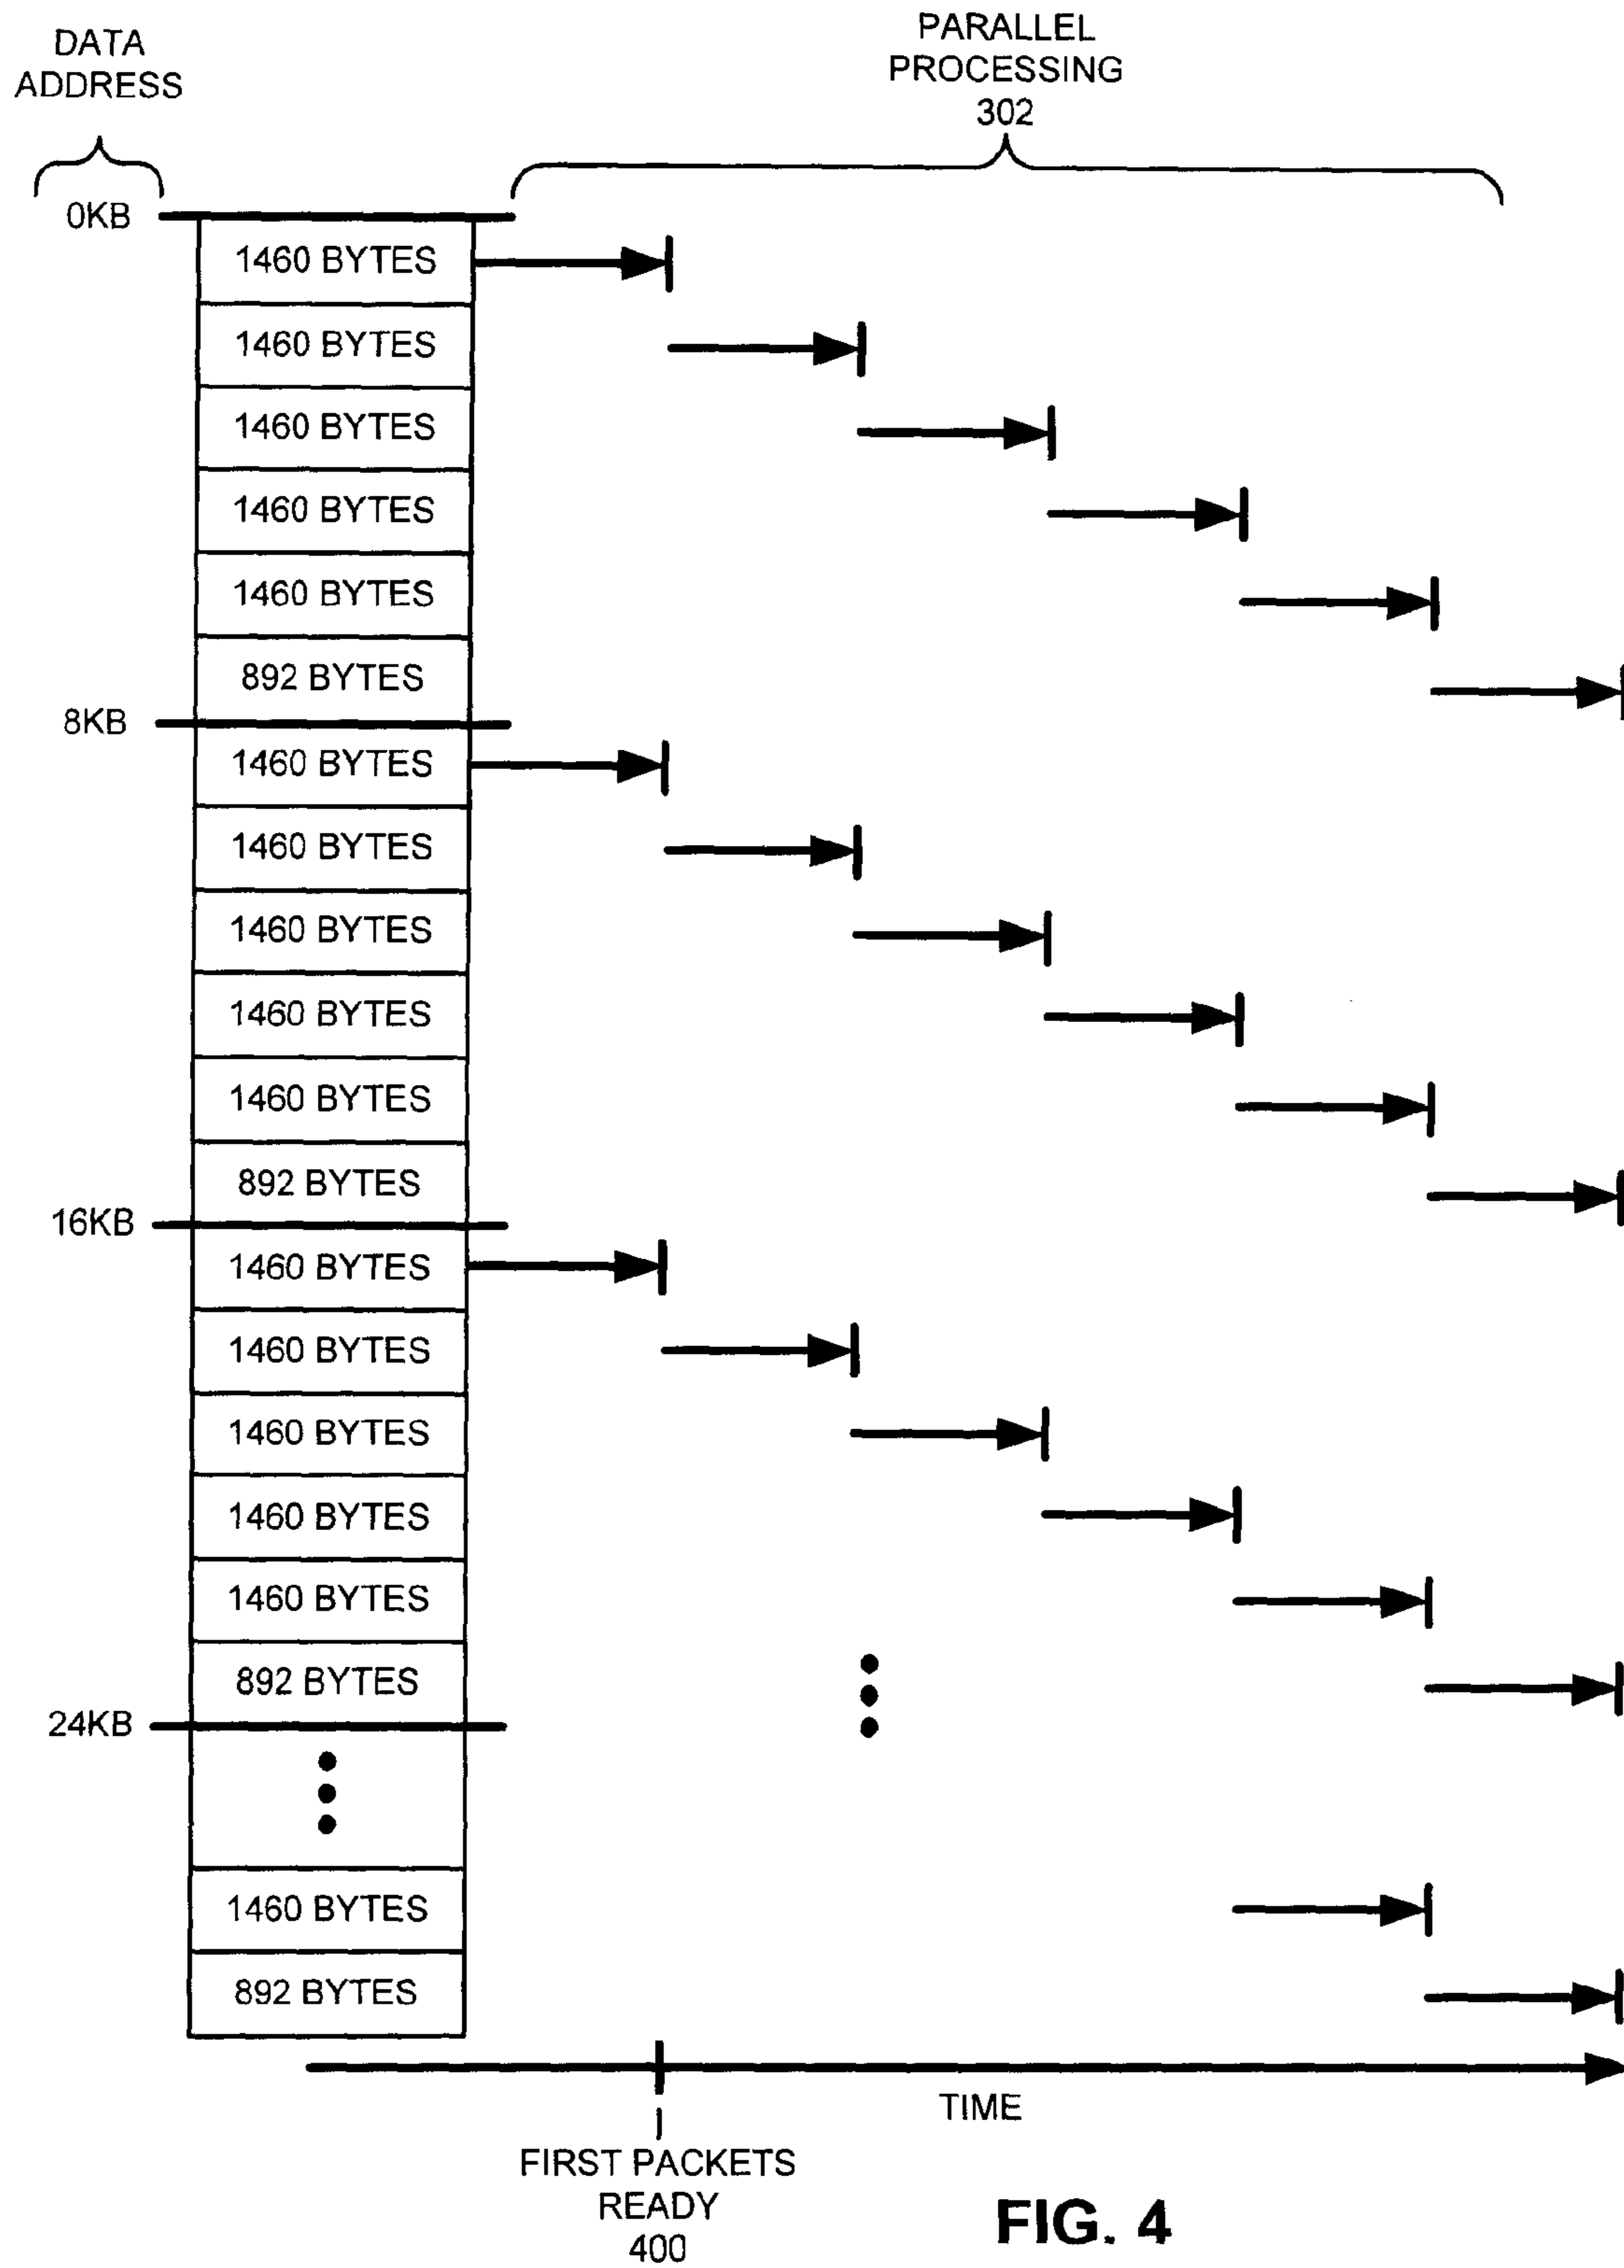 DATA
ADDRESS
PARALLEL
PROCESSING
302
0KB
1460 BYTES
1460 BYTES
1460 BYTES
1460 BYTES
1460 BYTES
892 BYTES
8KB
1460 BYTES
1460 BYTES
1460 BYTES
1460 BYTES
1460 BYTES
892 BYTES
16KB
1460 BYTES
1460 BYTES
1460 BYTES
1460 BYTES
1460 BYTES
892 BYTES
24KB
1460 BYTES
892 BYTES
TIME
FIRST PACKETS
READY
400
FIG. 4